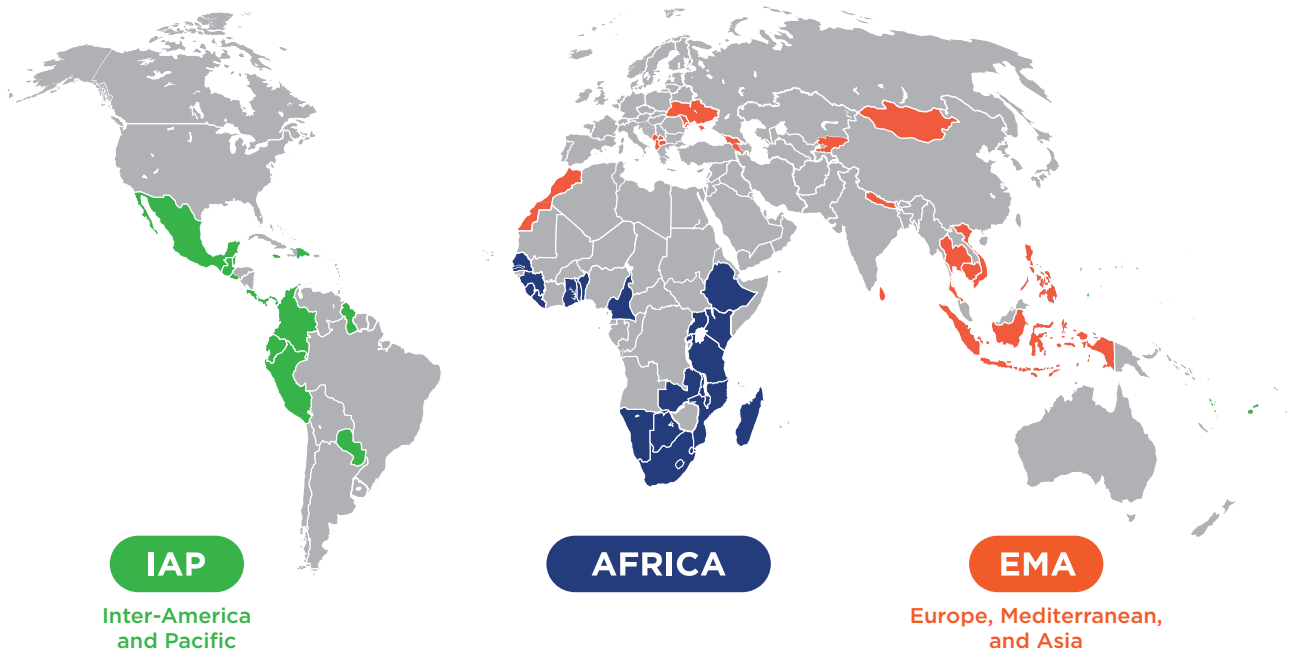 IAP
Inter-America
and Pacific
AFRICA
EMA
Europe, Mediterranean,
and Asia